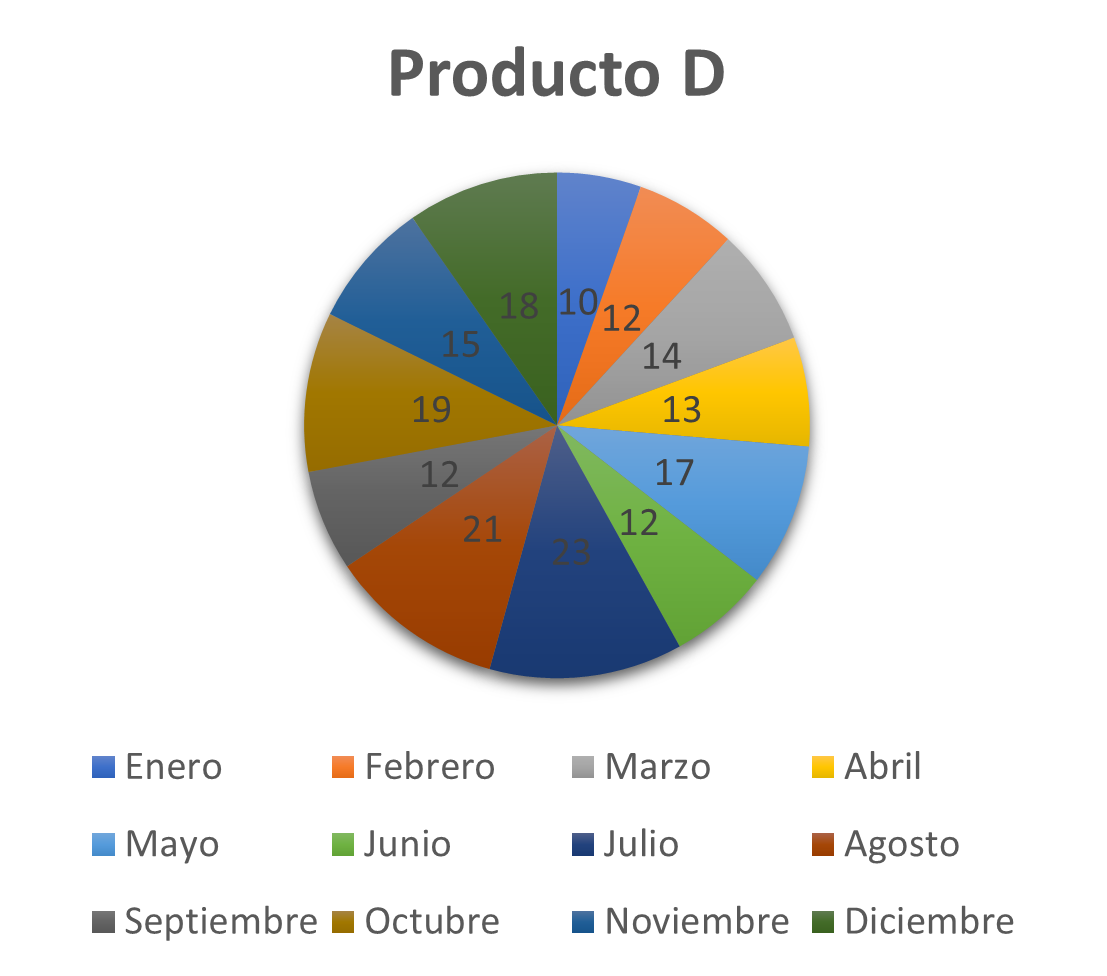 Producto D
10
12
14
13
17
12
23
21
12
19
15
18
Enero
Febrero
Marzo
Abril
Mayo
Junio
Julio
Agosto
Septiembre
Octubre
Noviembre
Diciembre